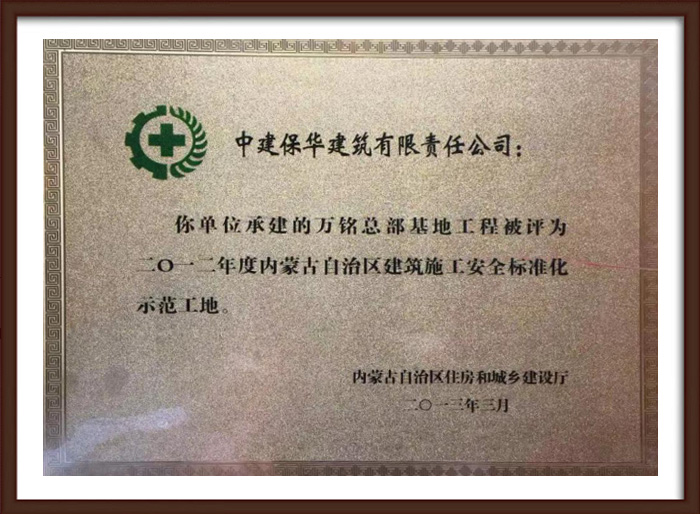 中建保华建筑有限责任公司：
你单位承建的万铭总部基地工程被评为
二〇一二年度内蒙古自治区建筑施工安全标准化
示范工地。
内蒙古自治区住房和城乡建设厅
二〇一三年三月